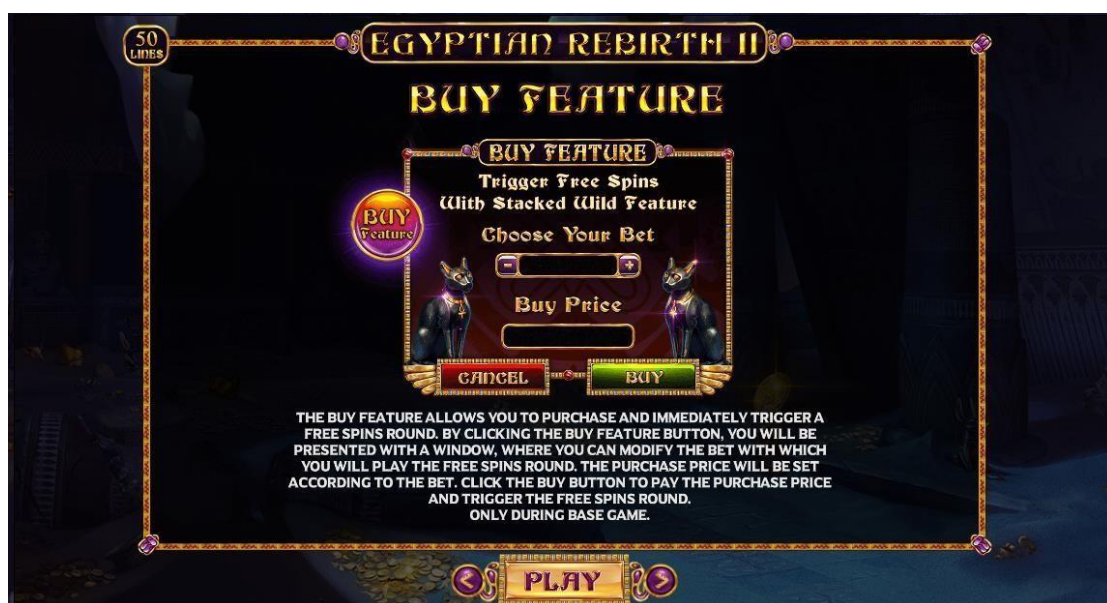 50
LINES
EGYPTIAN REBIRTH II
BUY FEATURE
BUY FEATURE
Trigger Free Spins
With Stacked Wild Feature
BUY
Feature
Choose Your Bet
-
+
Buy Price
CANCEL
BUY
THE BUY FEATURE ALLOWS YOU TO PURCHASE AND IMMEDIATELY TRIGGER A
FREE SPINS ROUND. BY CLICKING THE BUY FEATURE BUTTON, YOU WILL BE
PRESENTED WITH A WINDOW, WHERE YOU CAN MODIFY THE BET WITH WHICH
YOU WILL PLAY THE FREE SPINS ROUND. THE PURCHASE PRICE WILL BE SET
ACCORDING TO THE BET. CLICK THE BUY BUTTON TO PAY THE PURCHASE PRICE
AND TRIGGER THE FREE SPINS ROUND.
ONLY DURING BASE GAME.
PLAY